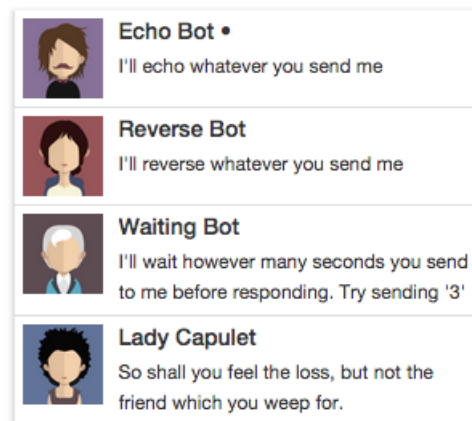 Echo Bot •
I'll echo whatever you send me
Reverse Bot
I'll reverse whatever you send me
Waiting Bot
I'll wait however many seconds you send
to me before responding. Try sending '3'
Lady Capulet
So shall you feel the loss, but not the
friend which you weep for.